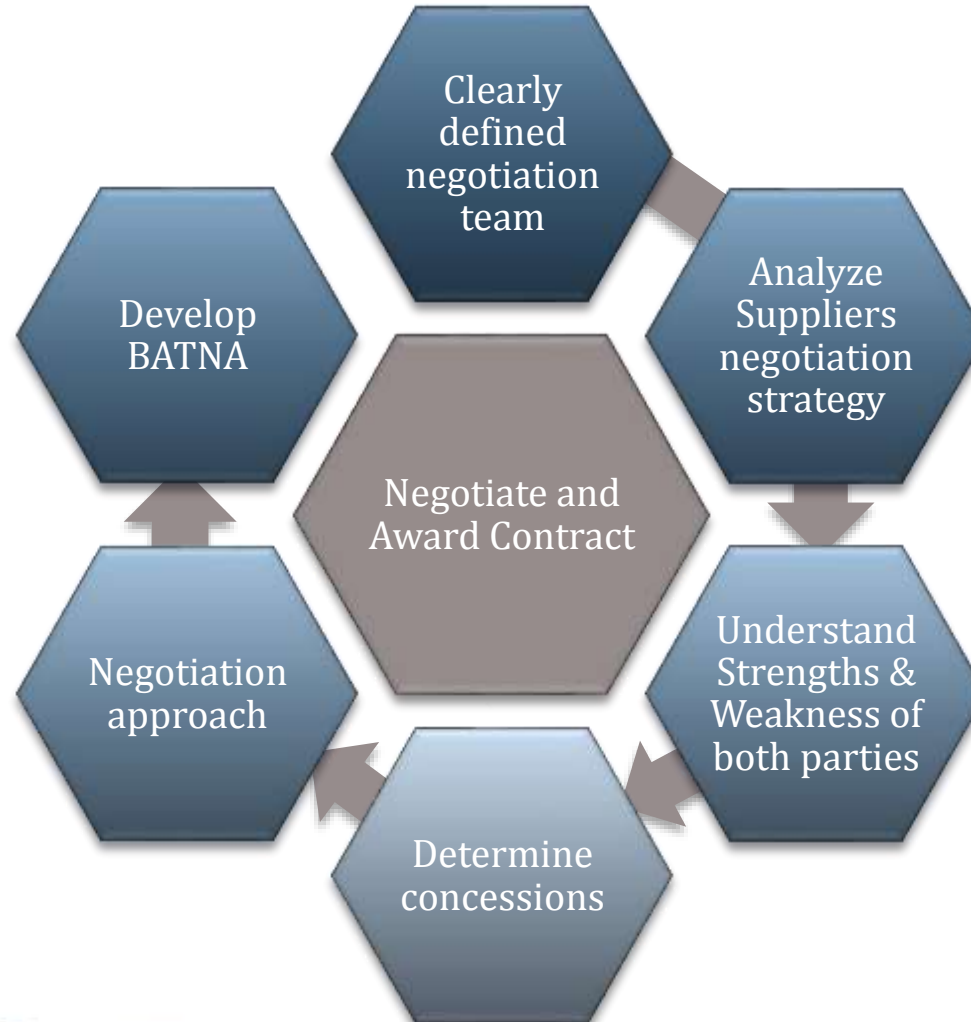 Clearly
defined
negotiation
team
Analyze
Suppliers
negotiation
strategy
Understand
Strengths &
Weakness of
both parties
Determine
concessions
Negotiation
approach
Develop
BATNA
Negotiate and
Award Contract